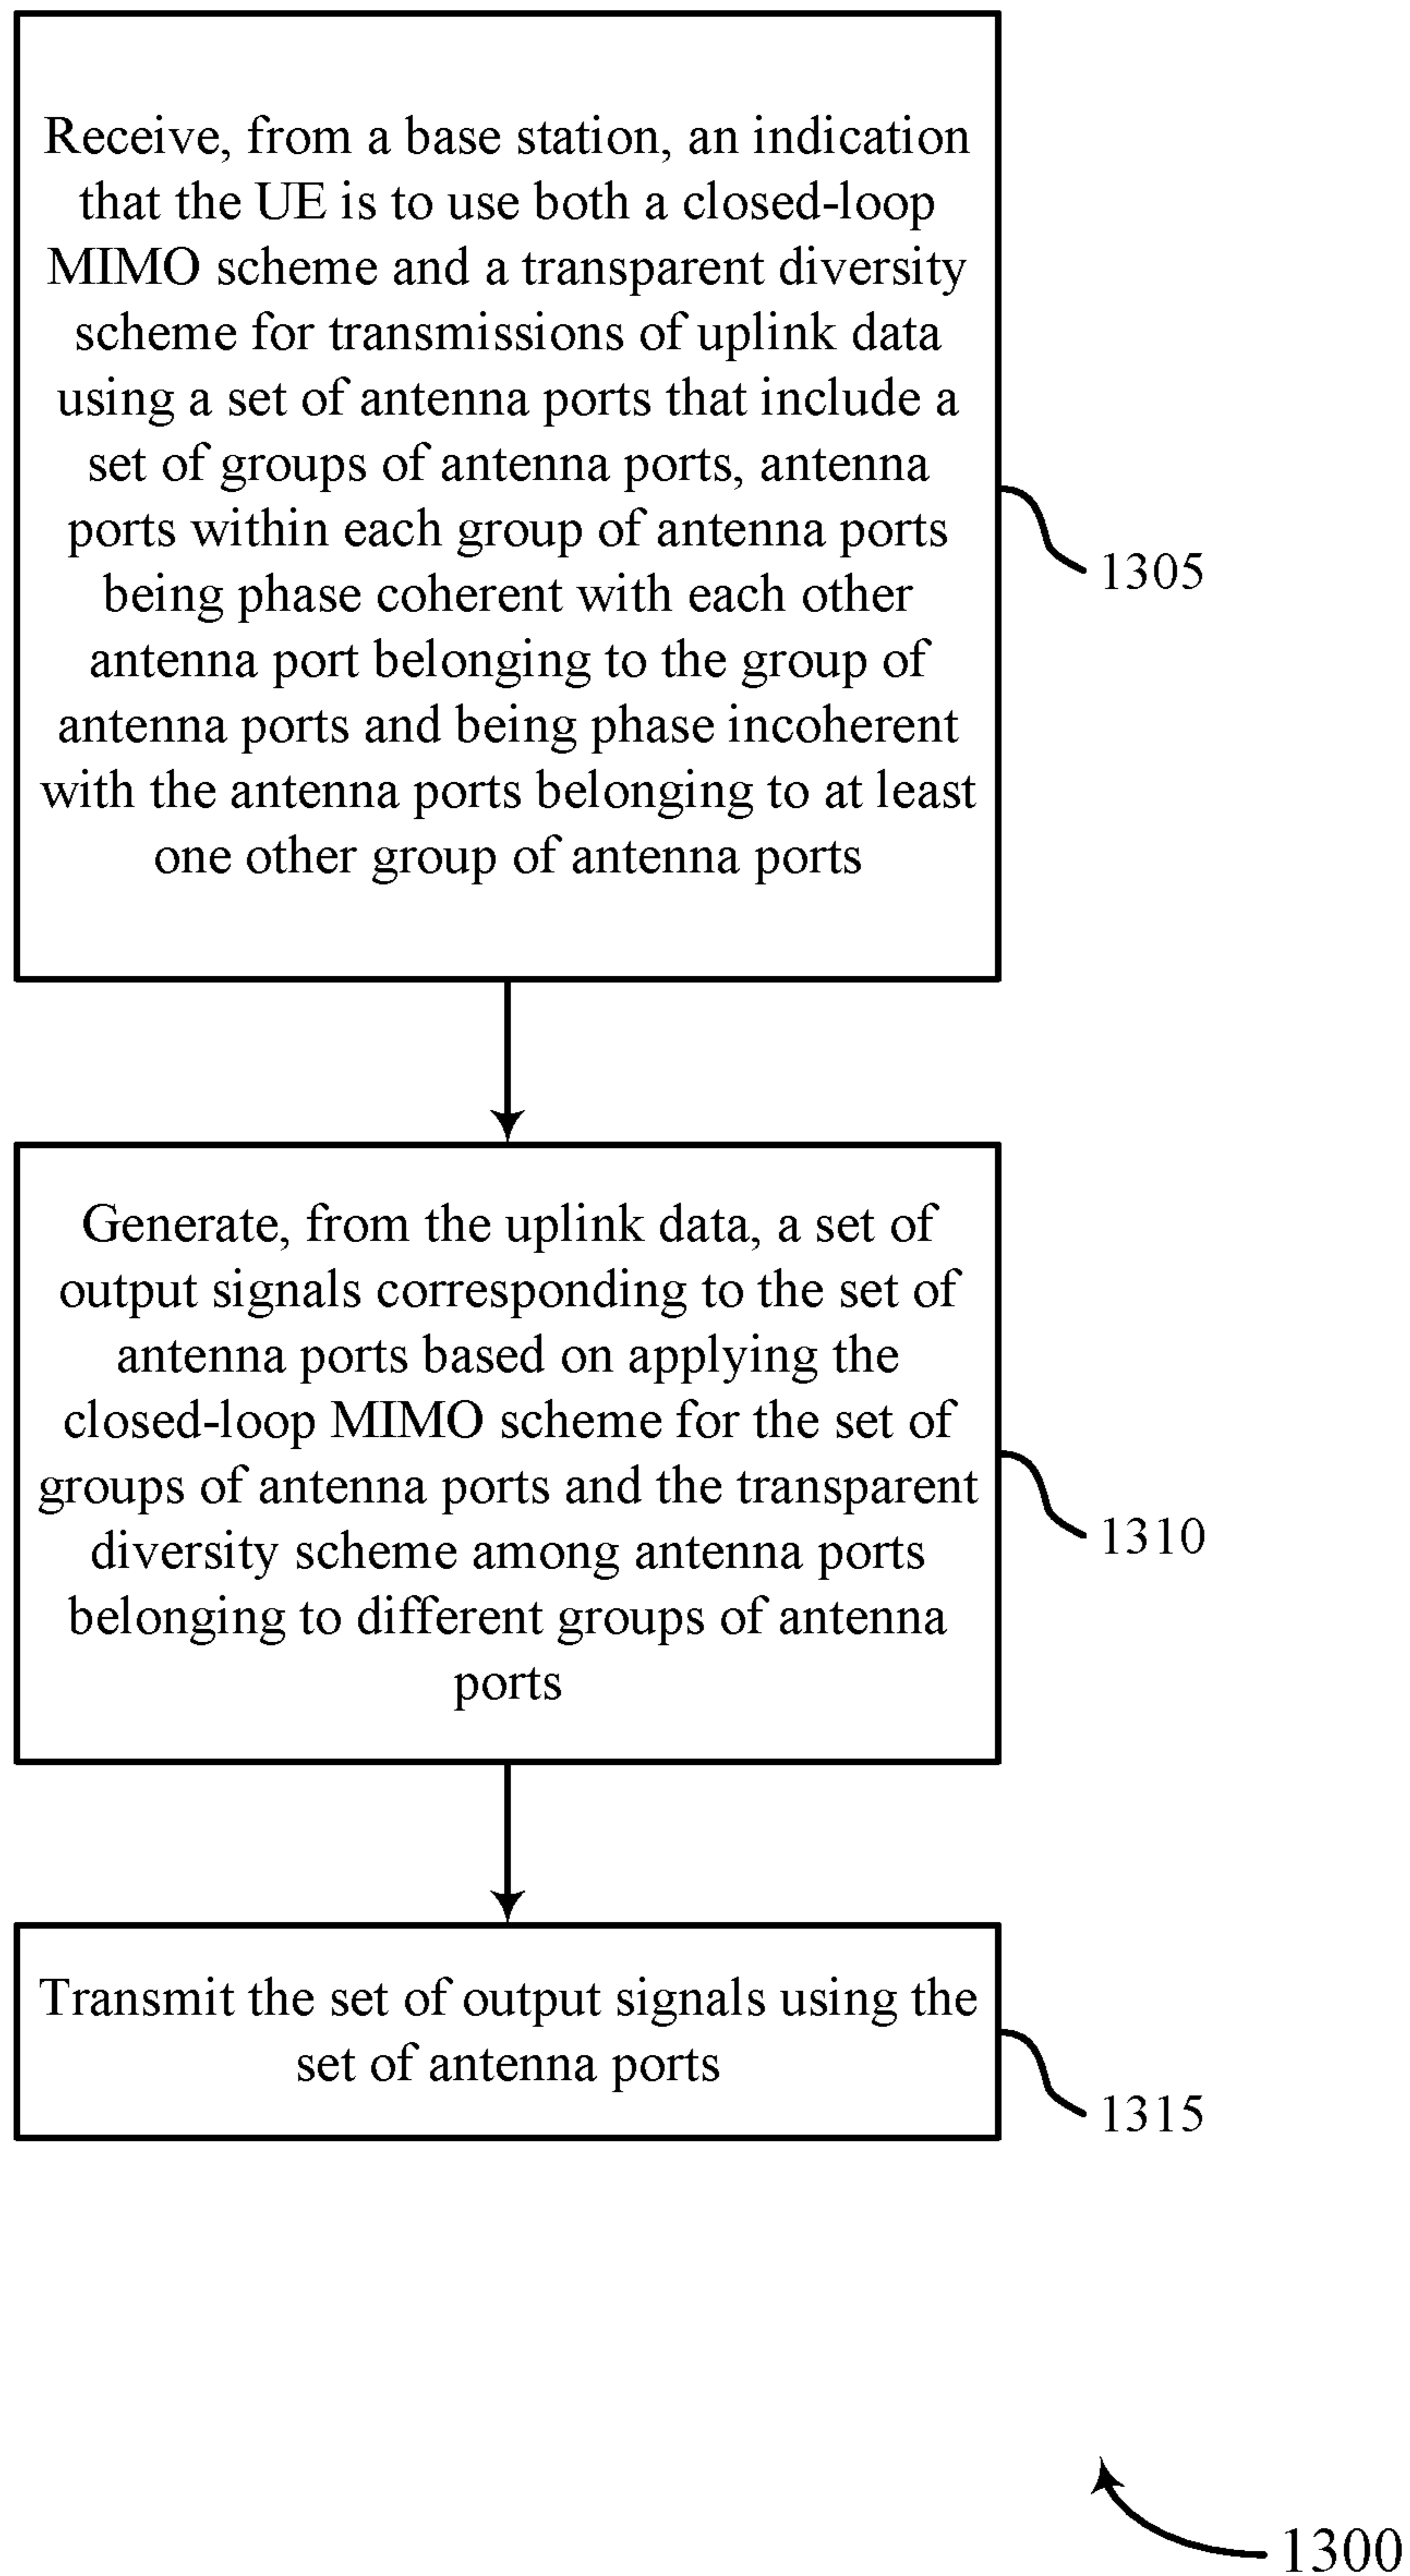 Receive, from a base station, an indication
that the UE is to use both a closed-loop
MIMO scheme and a transparent diversity
scheme for transmissions of uplink data
using a set of antenna ports that include a
set of groups of antenna ports, antenna
ports within each group of antenna ports
being phase coherent with each other
antenna port belonging to the group of
antenna ports and being phase incoherent
with the antenna ports belonging to at least
one other group of antenna ports
1305
Generate, from the uplink data, a set of
output signals corresponding to the set of
antenna ports based on applying the
closed-loop MIMO scheme for the set of
groups of antenna ports and the transparent
diversity scheme among antenna ports
belonging to different groups of antenna
ports
1310
Transmit the set of output signals using the
set of antenna ports
1315
1300